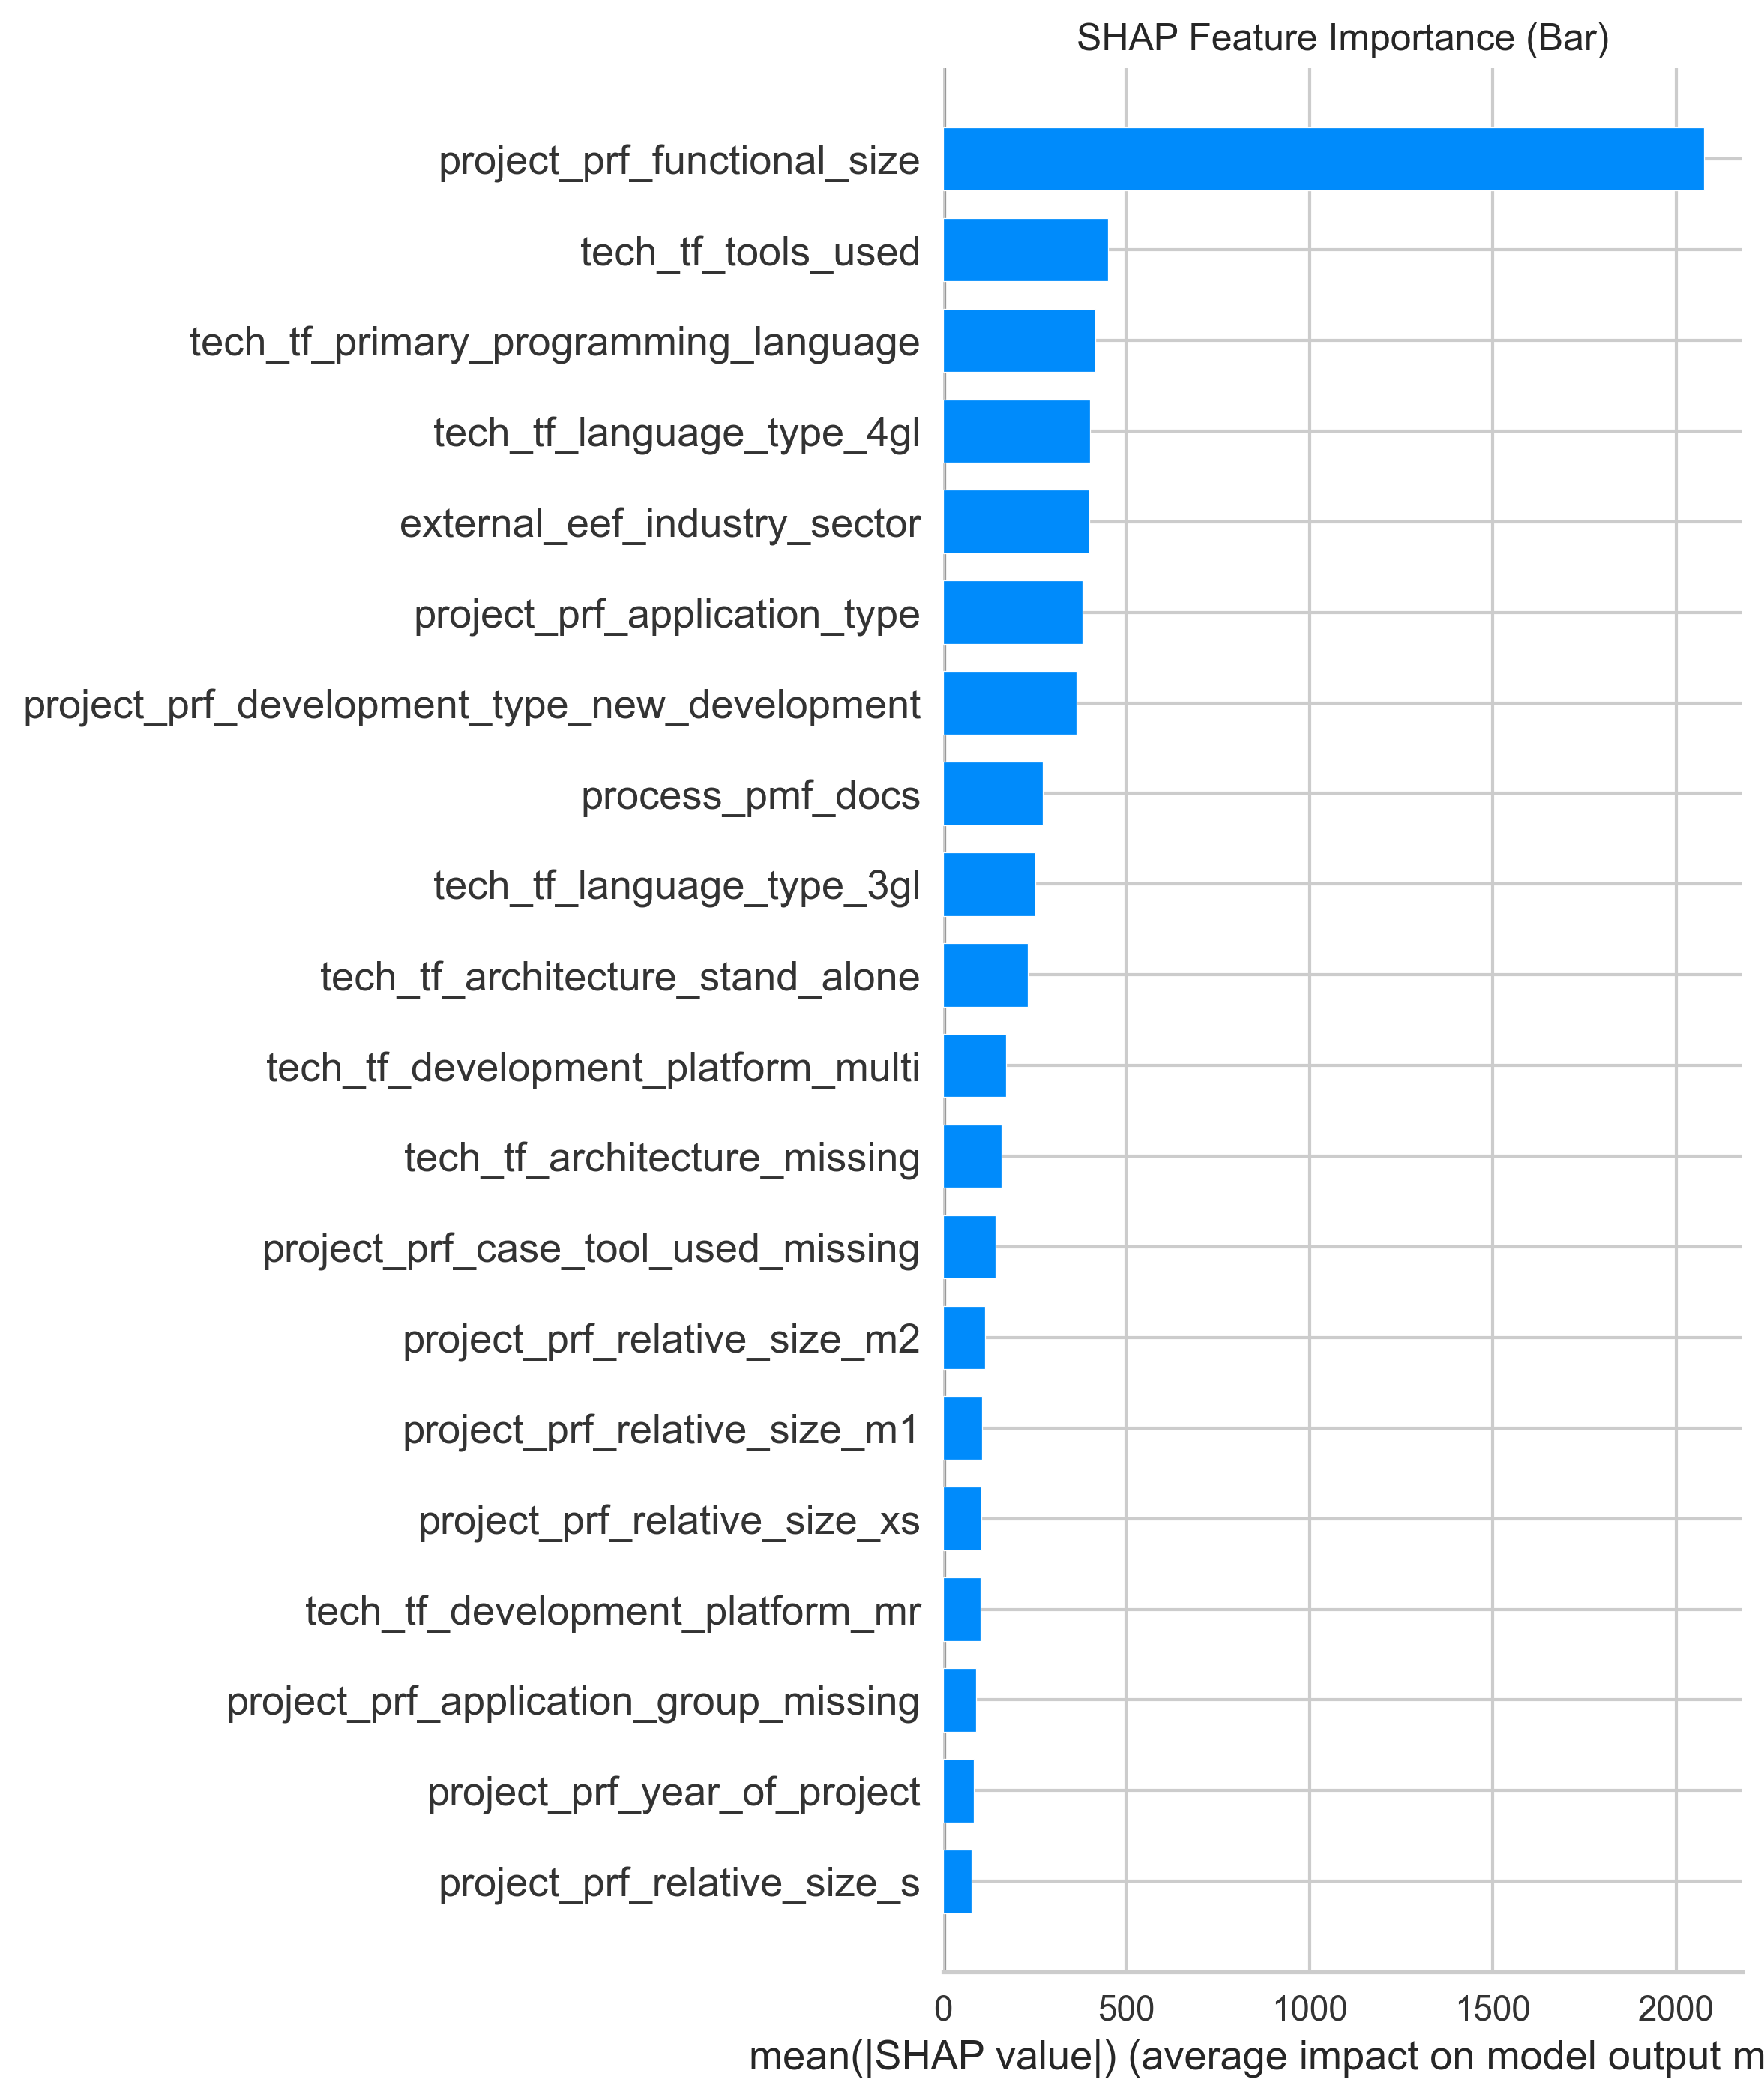 SHAP Feature Importance (Bar)
project_prf_functional_size
tech_tf_tools_used
tech_tf_primary_programming_language
tech_tf_language_type_4gl
external_eef_industry_sector
project_prf_application_type
project_prf_development_type_new_development
process_pmf_docs
tech_tf_language_type_3gl
tech_tf_architecture_stand_alone
tech_tf_development_platform_multi
tech_tf_architecture_missing
project_prf_case_tool_used_missing
project_prf_relative_size_m2
project_prf_relative_size_m1
project_prf_relative_size_xs
tech_tf_development_platform_mr
project_prf_application_group_missing
project_prf_year_of_project
project_prf_relative_size_s
0 500 1000 1500 2000
mean(|SHAP value|) (average impact on model output m